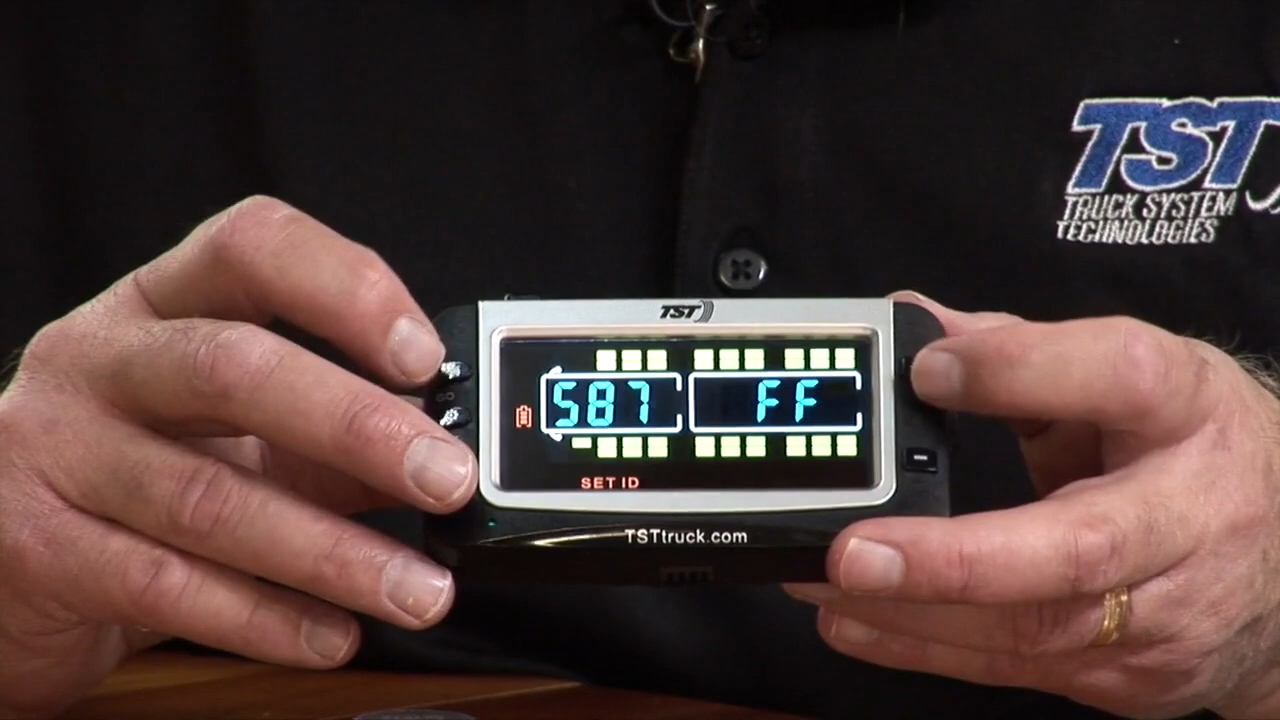 TST
TRUCK SYSTEM
TECHNOLOGIES
TST
587 FF
SET ID
TSTtruck.com